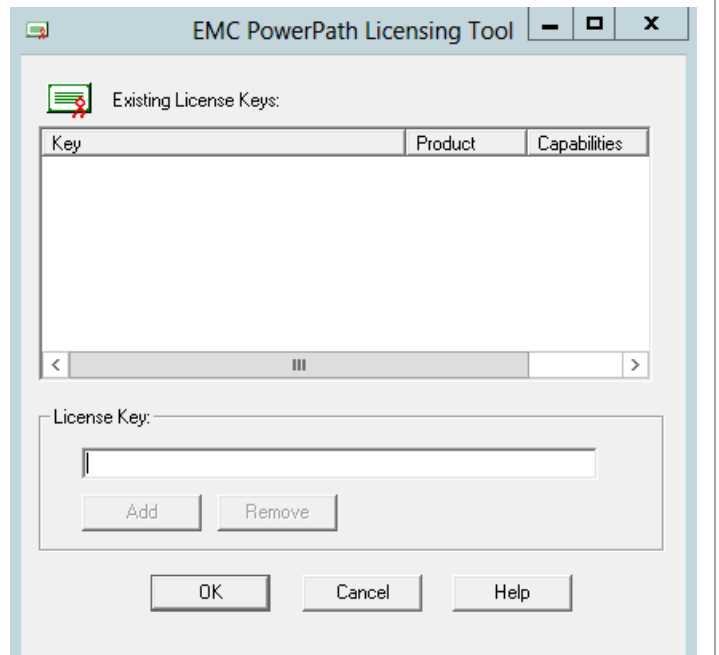 EMC PowerPath Licensing Tool
Existing License Keys:
Key Product Capabilities
License Key:
Add Remove
OK Cancel Help